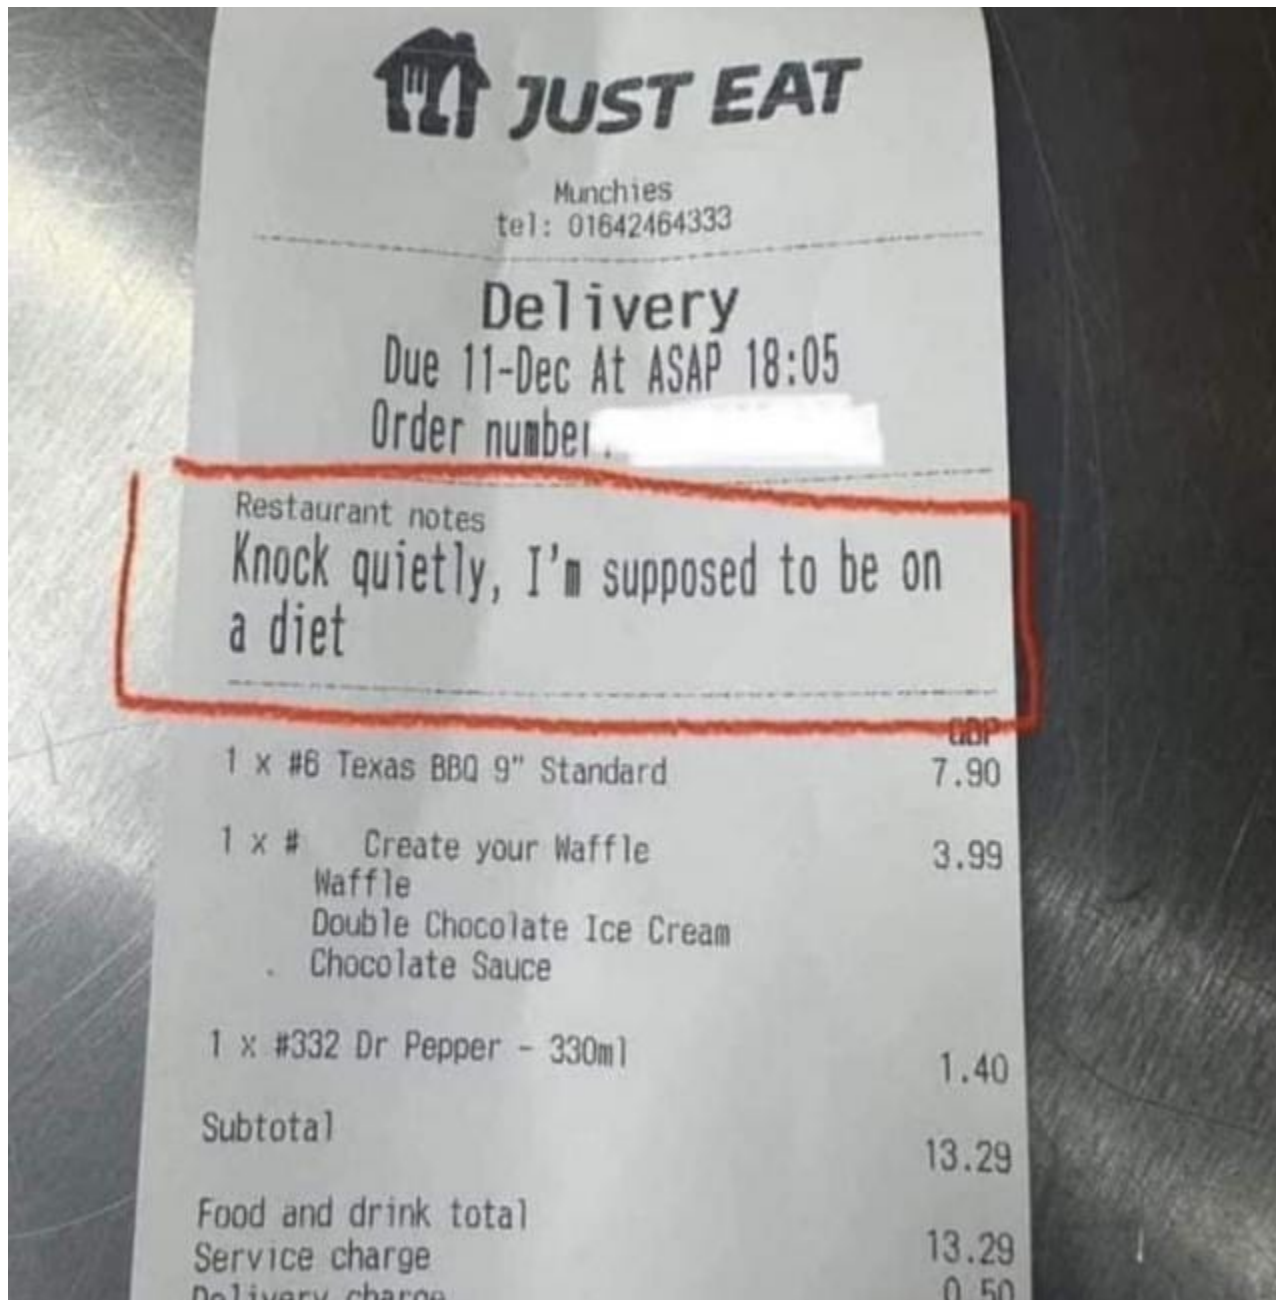 JUST EAT
Munchies
tel: 01642464333
Delivery
Due 11-Dec At ASAP 18:05
Order number:
Restaurant notes
Knock quietly, I'm supposed to be on
a diet
GBP
1 x #6 Texas BBQ 9" Standard 7.90
1 x # Create your Waffle 3.99
Waffle
Double Chocolate Ice Cream
Chocolate Sauce
1 x #332 Dr Pepper - 330ml 1.40
Subtotal 13.29
Food and drink total 13.29
Service charge 0.50
Delivery charge